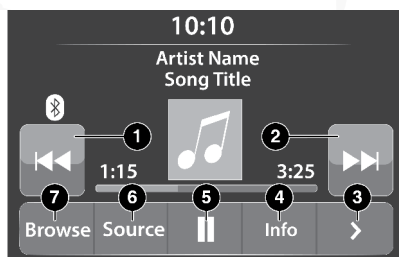 10:10
Artist Name
Song Title
1 2
1:15 3:25
7 6 5 4 3
Browse Source Info >